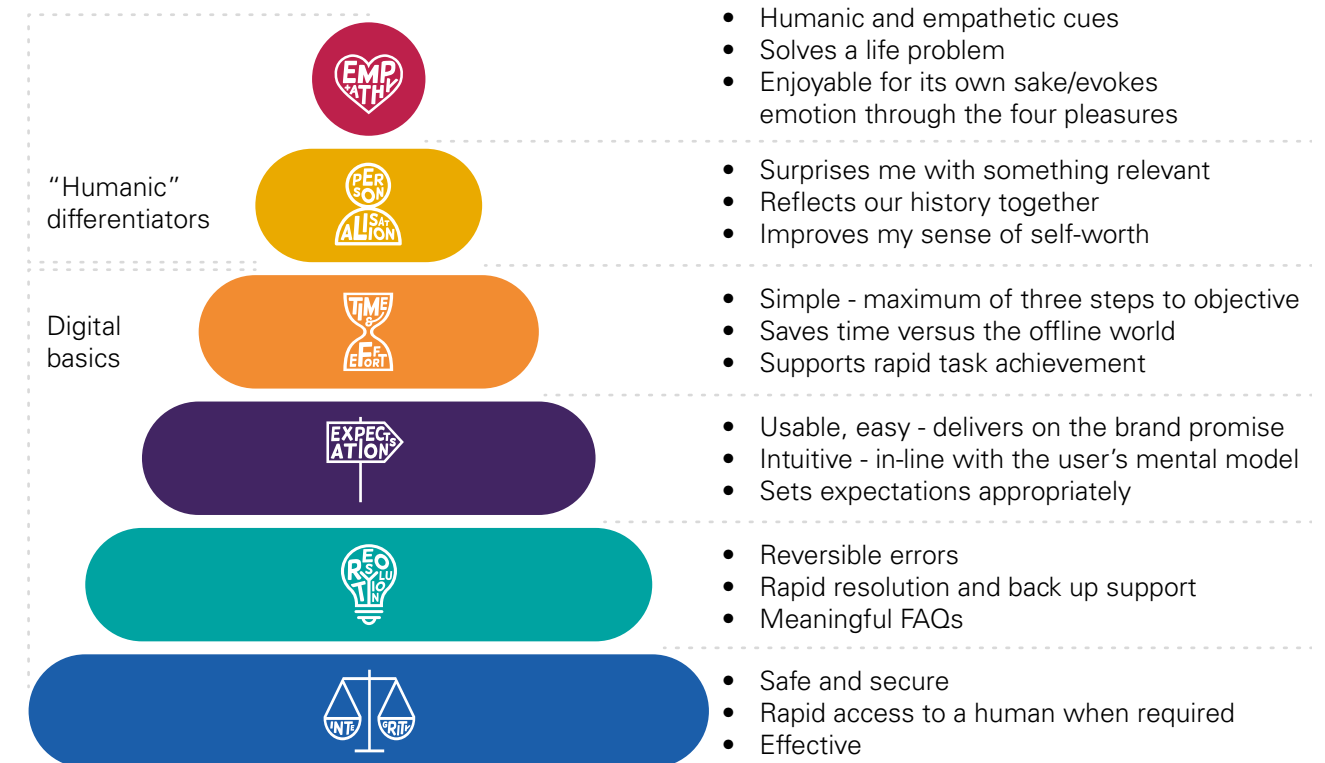 EMP
+ATHY
• Humanic and empathetic cues
• Solves a life problem
• Enjoyable for its own sake/evokes
emotion through the four pleasures
“Humanic”
differentiators
PER
SON
ALISAT
ION
• Surprises me with something relevant
• Reflects our history together
• Improves my sense of self-worth
Digital
basics
TIME
&
EFF
ORT
• Simple - maximum of three steps to objective
• Saves time versus the offline world
• Supports rapid task achievement
EXPECT
ATIONS
• Usable, easy - delivers on the brand promise
• Intuitive - in-line with the user’s mental model
• Sets expectations appropriately
RESOLUTION
• Reversible errors
• Rapid resolution and back up support
• Meaningful FAQs
INTE
GRITY
• Safe and secure
• Rapid access to a human when required
• Effective